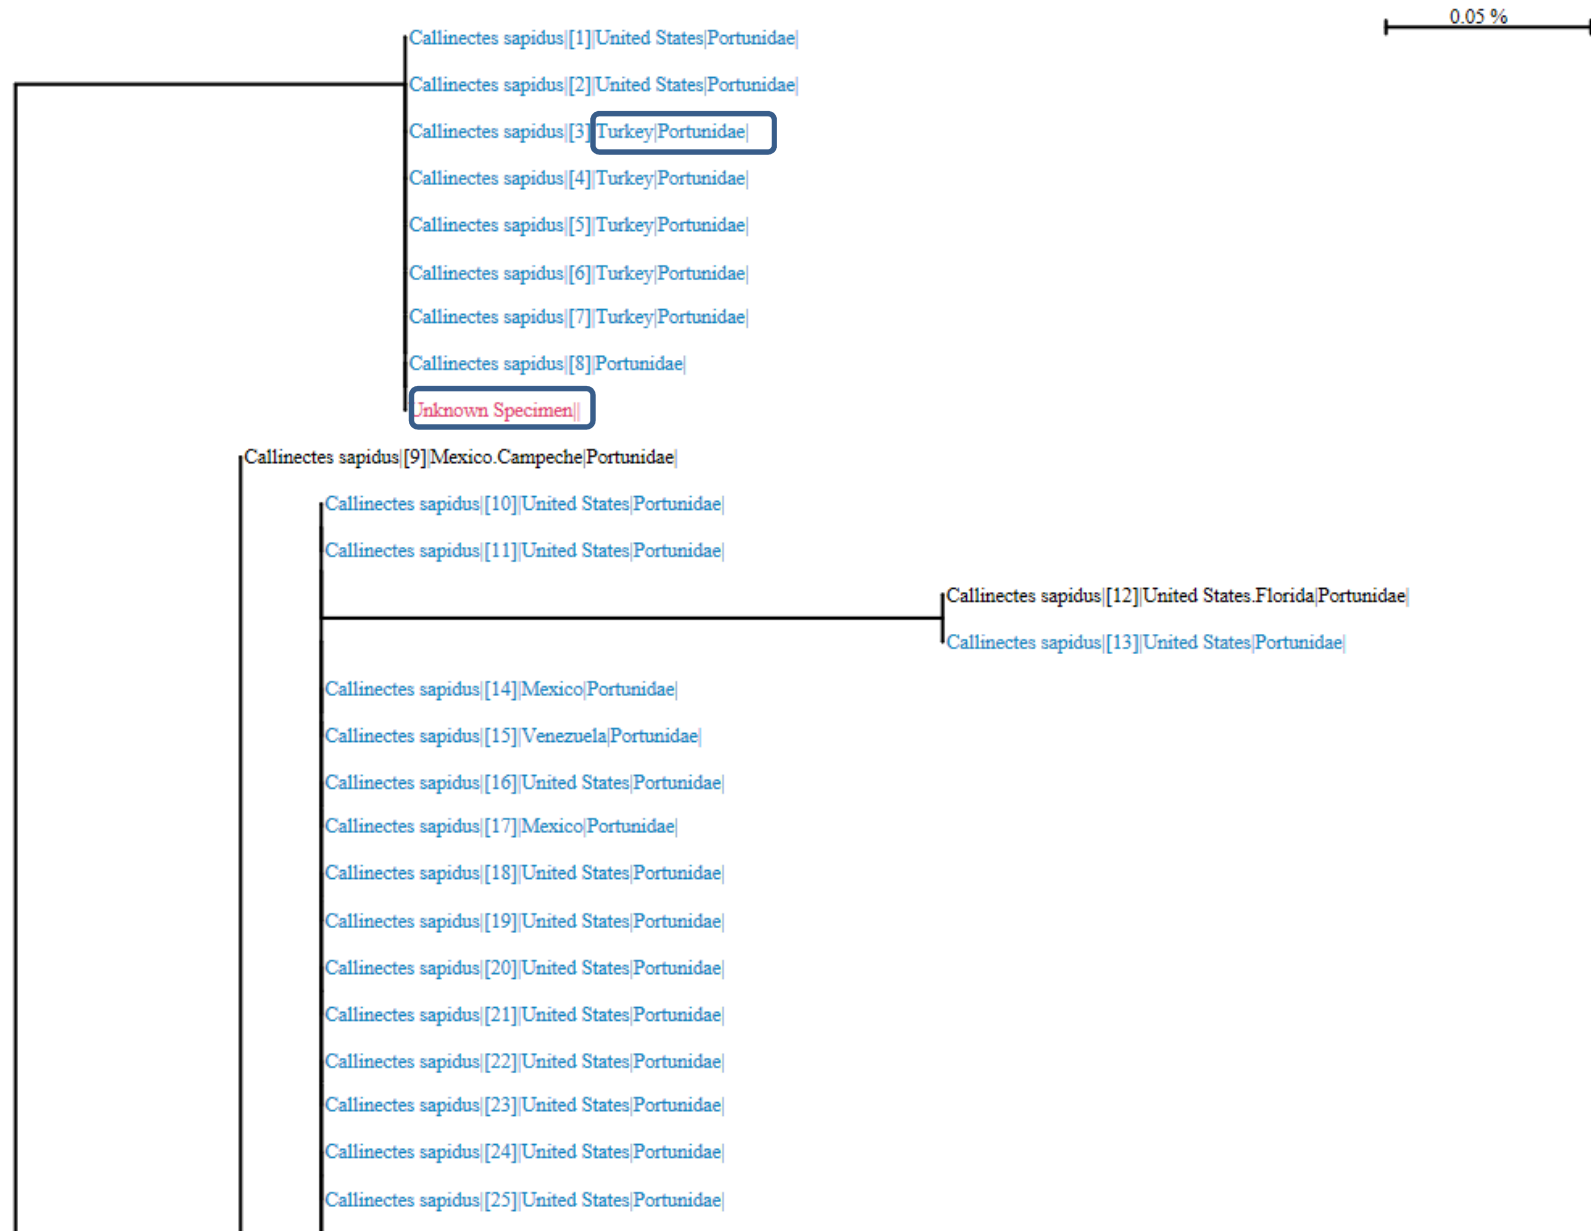 0.05 %
Callinectes sapidus|[1]|United States|Portunidae|
Callinectes sapidus|[2]|United States|Portunidae|
Callinectes sapidus|[3]|Turkey|Portunidae|
Callinectes sapidus|[4]|Turkey|Portunidae|
Callinectes sapidus|[5]|Turkey|Portunidae|
Callinectes sapidus|[6]|Turkey|Portunidae|
Callinectes sapidus|[7]|Turkey|Portunidae|
Callinectes sapidus|[8]|Portunidae|
Unknown Specimen||
Callinectes sapidus|[9]|Mexico.Campeche|Portunidae|
Callinectes sapidus|[10]|United States|Portunidae|
Callinectes sapidus|[11]|United States|Portunidae|
Callinectes sapidus|[12]|United States.Florida|Portunidae|
Callinectes sapidus|[13]|United States|Portunidae|
Callinectes sapidus|[14]|Mexico|Portunidae|
Callinectes sapidus|[15]|Venezuela|Portunidae|
Callinectes sapidus|[16]|United States|Portunidae|
Callinectes sapidus|[17]|Mexico|Portunidae|
Callinectes sapidus|[18]|United States|Portunidae|
Callinectes sapidus|[19]|United States|Portunidae|
Callinectes sapidus|[20]|United States|Portunidae|
Callinectes sapidus|[21]|United States|Portunidae|
Callinectes sapidus|[22]|United States|Portunidae|
Callinectes sapidus|[23]|United States|Portunidae|
Callinectes sapidus|[24]|United States|Portunidae|
Callinectes sapidus|[25]|United States|Portunidae|